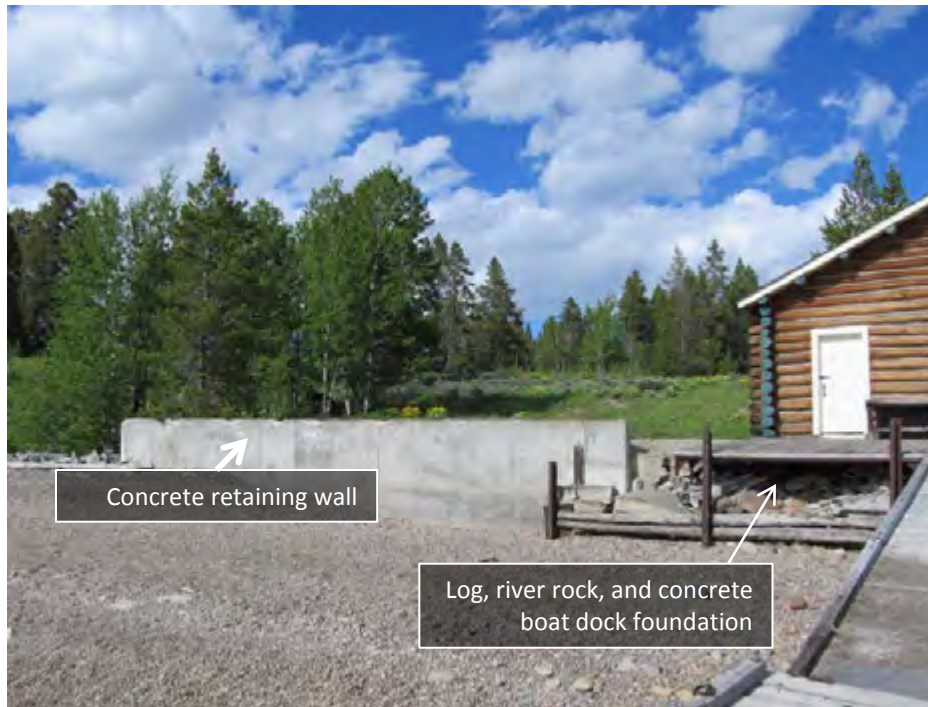 Concrete retaining wall
Log, river rock, and concrete
boat dock foundation